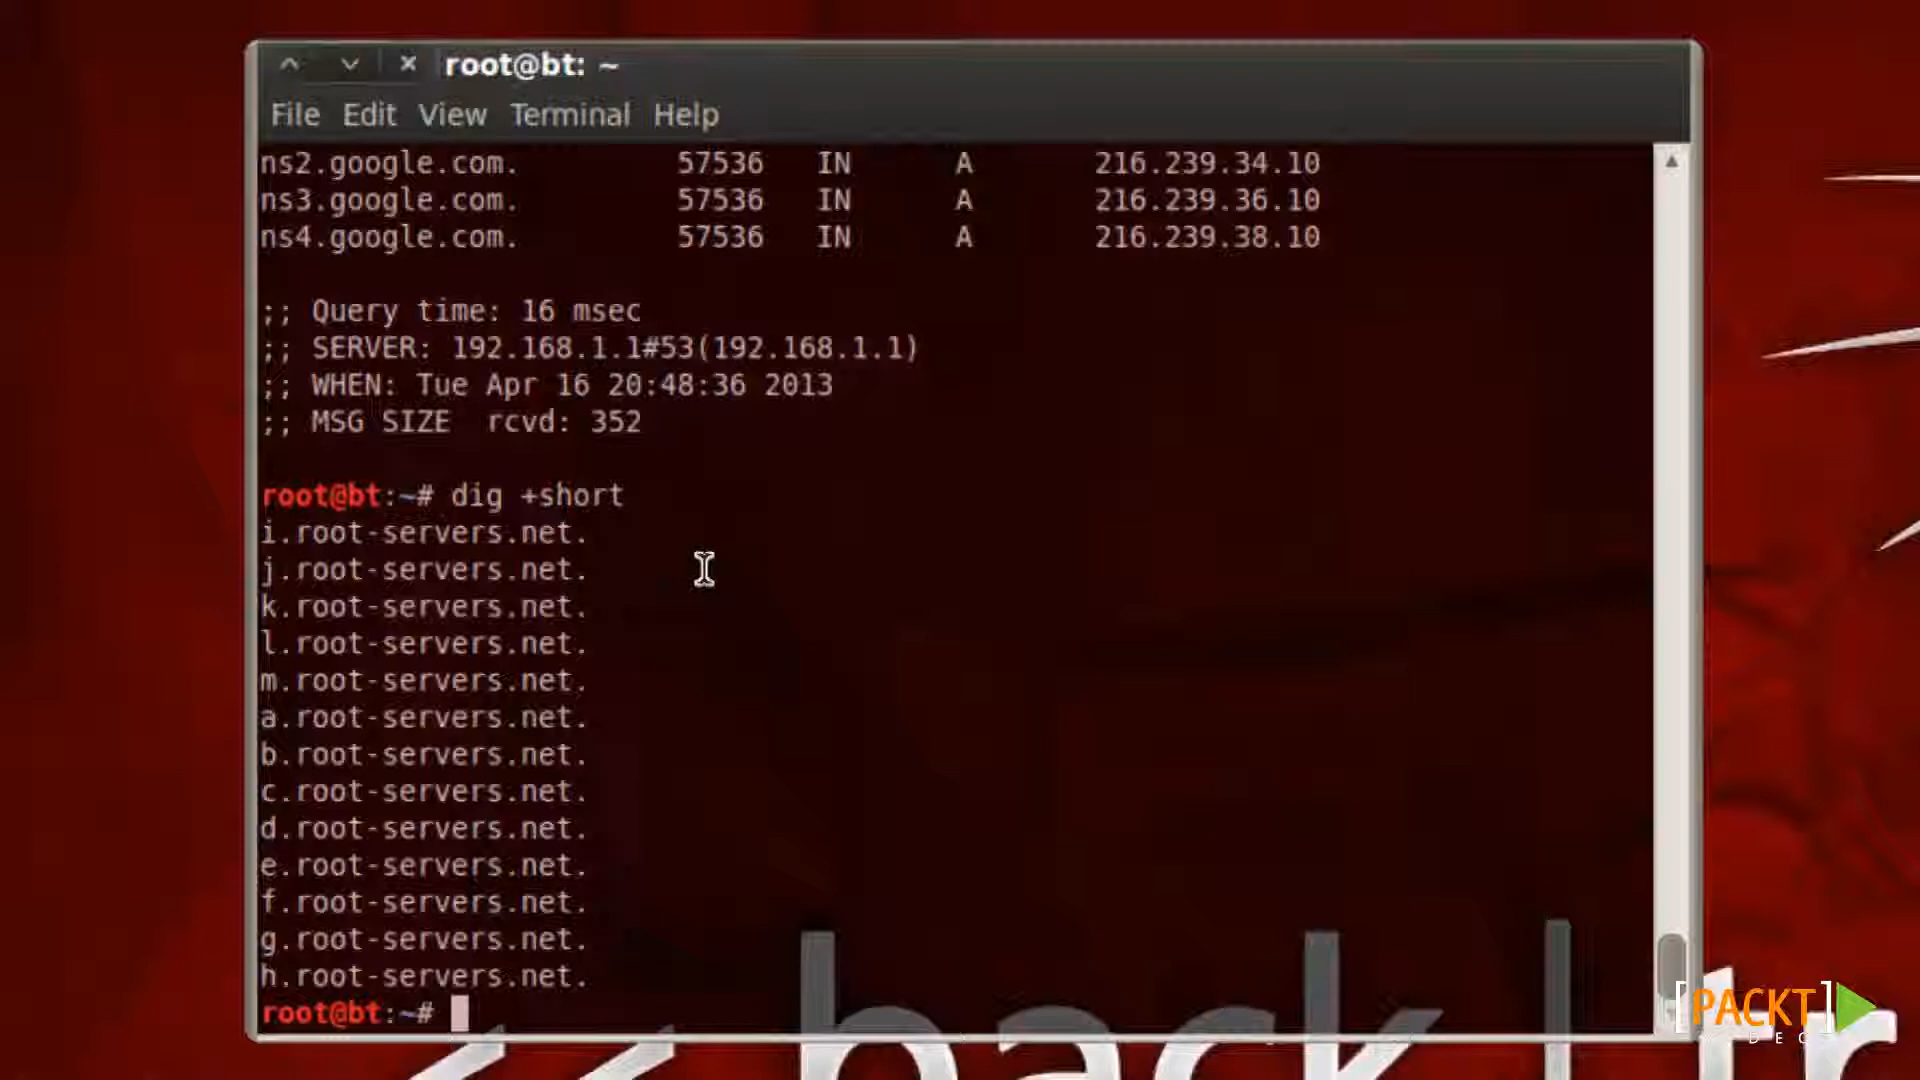 root@bt: ~
File Edit View Terminal Help
ns2.google.com. 57536 IN A 216.239.34.10
ns3.google.com. 57536 IN A 216.239.36.10
ns4.google.com. 57536 IN A 216.239.38.10
;; Query time: 16 msec
;; SERVER: 192.168.1.1#53(192.168.1.1)
;; WHEN: Tue Apr 16 20:48:36 2013
;; MSG SIZE  rcvd: 352
root@bt:~# dig +short
i.root-servers.net.
j.root-servers.net.
k.root-servers.net.
l.root-servers.net.
m.root-servers.net.
a.root-servers.net.
b.root-servers.net.
c.root-servers.net.
d.root-servers.net.
e.root-servers.net.
f.root-servers.net.
g.root-servers.net.
h.root-servers.net.
root@bt:~#
<< back | tr
[PACKT]